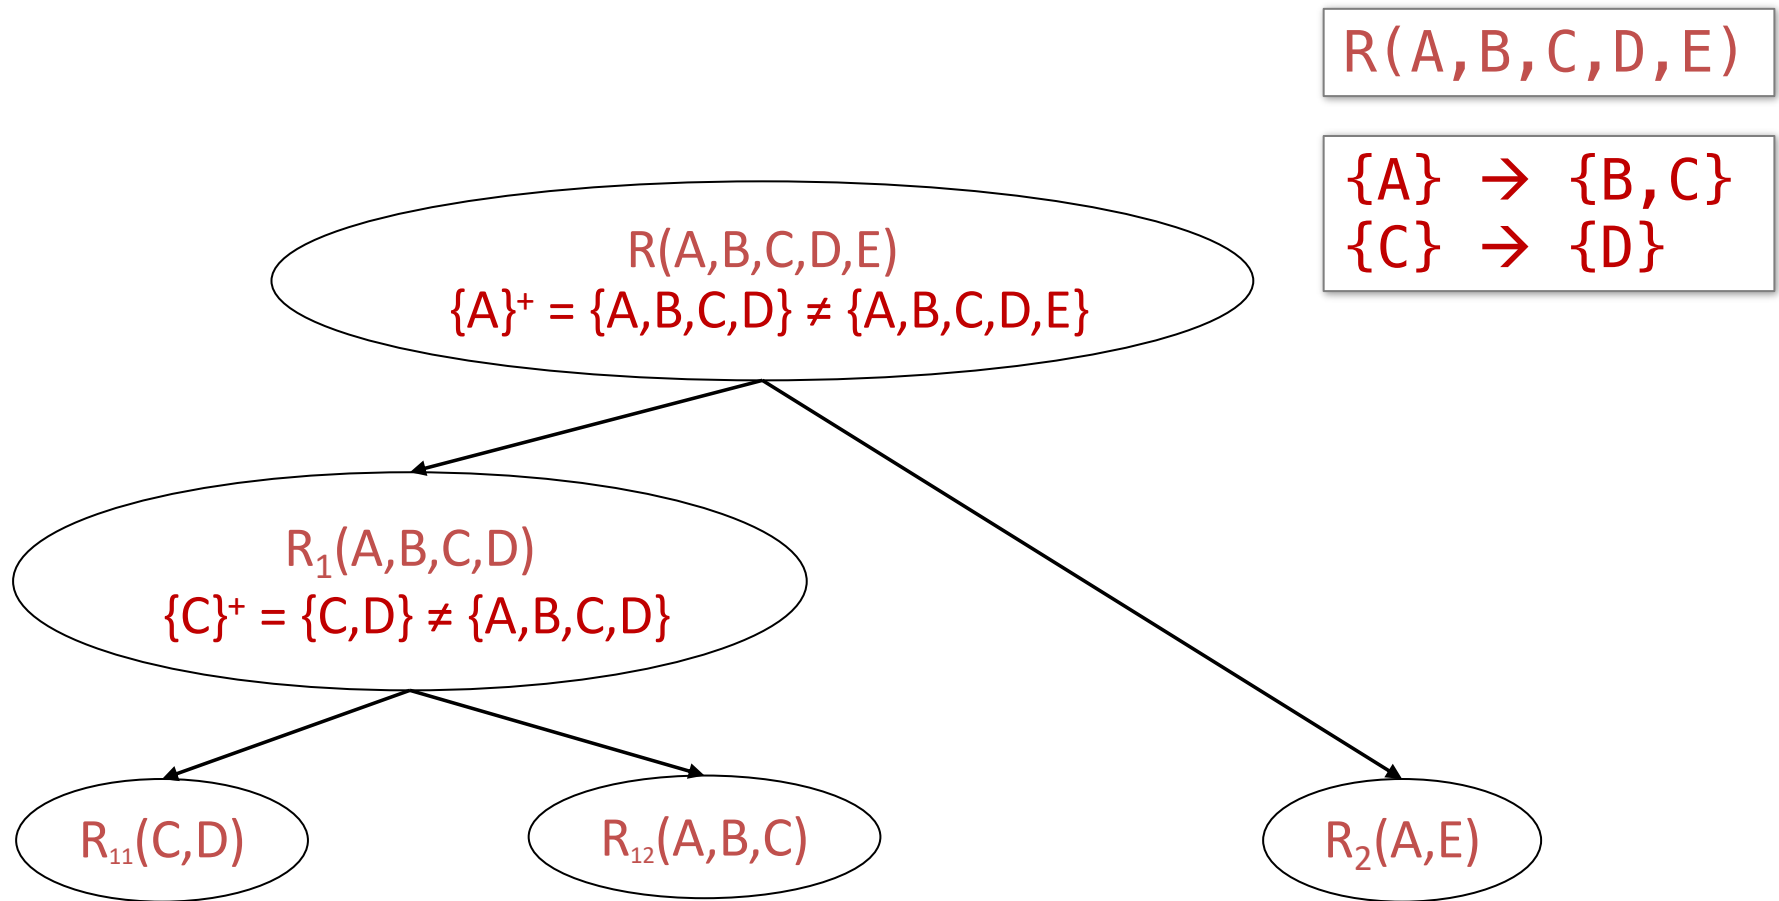 R(A,B,C,D,E)
{A} → {B,C}
{C} → {D}
R(A,B,C,D,E)
{A}⁺ = {A,B,C,D} ≠ {A,B,C,D,E}
R₁(A,B,C,D)
{C}⁺ = {C,D} ≠ {A,B,C,D}
R₁₁(C,D)
R₁₂(A,B,C)
R₂(A,E)